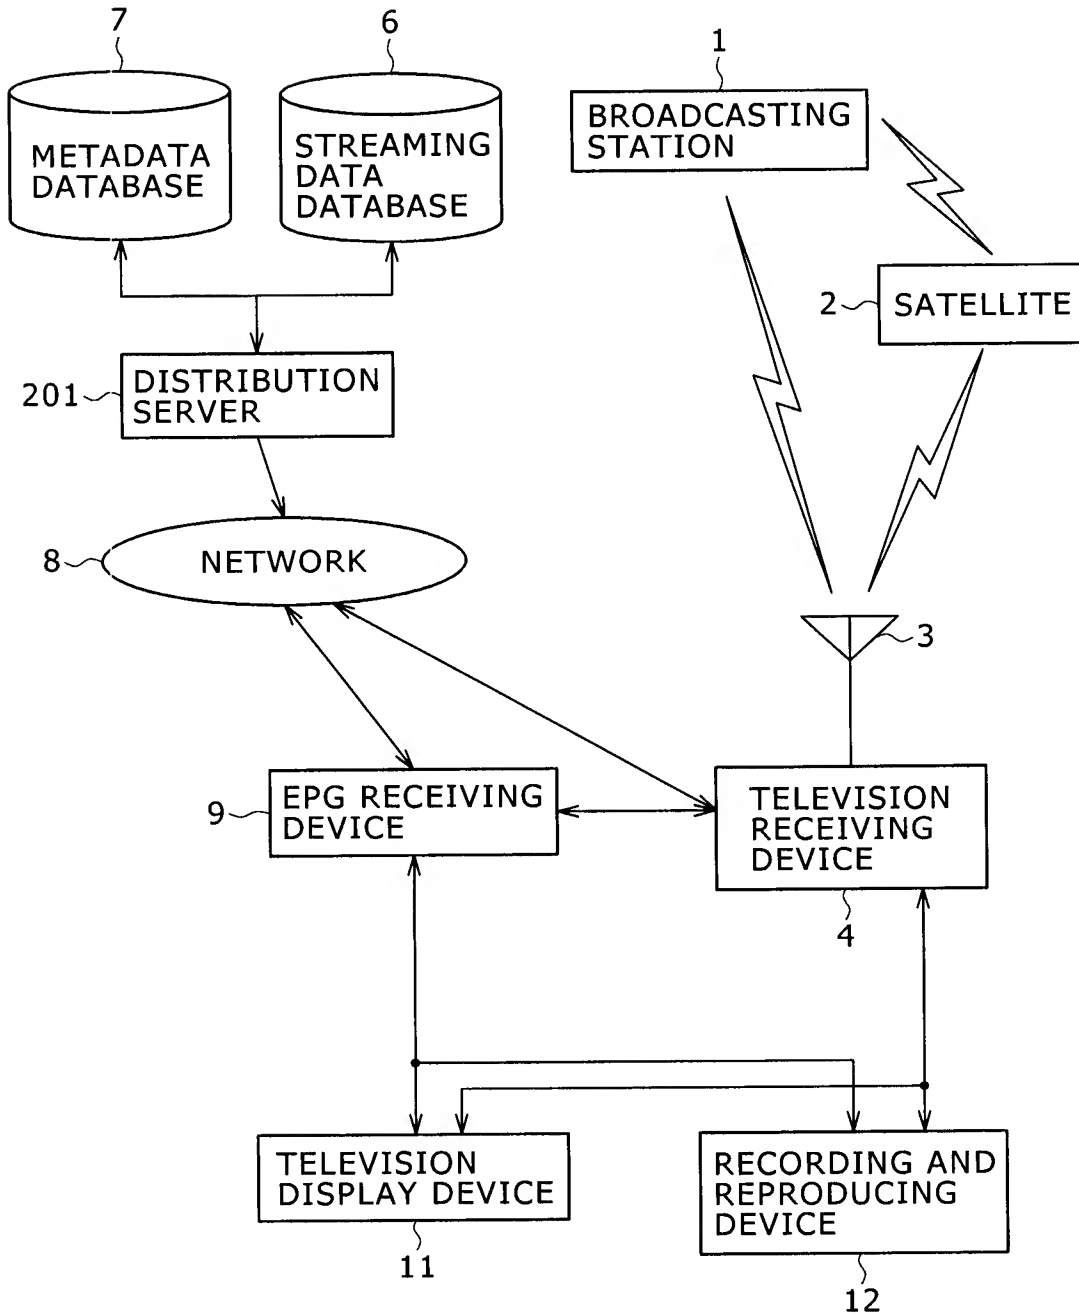 7
6
1
METADATA
DATABASE
STREAMING
DATA
DATABASE
BROADCASTING
STATION
2
SATELLITE
201
DISTRIBUTION
SERVER
8
NETWORK
3
9
EPG RECEIVING
DEVICE
TELEVISION
RECEIVING
DEVICE
4
TELEVISION
DISPLAY DEVICE
11
RECORDING AND
REPRODUCING
DEVICE
12